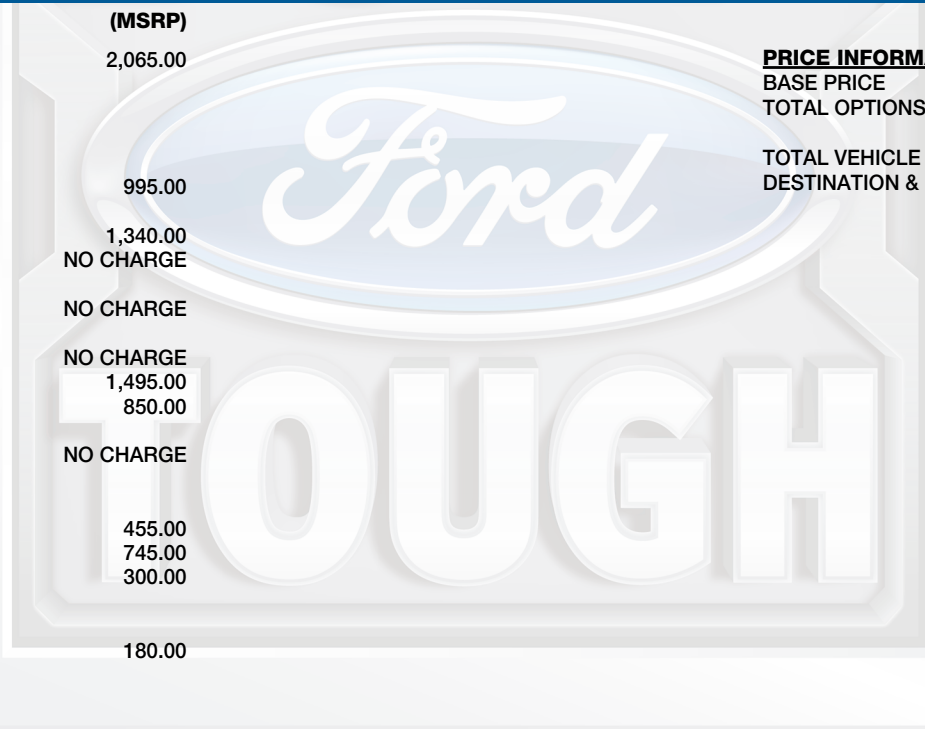 (MSRP)
2,065.00
995.00
1,340.00
NO CHARGE
NO CHARGE
NO CHARGE
1,495.00
850.00
NO CHARGE
455.00
745.00
300.00
180.00
PRICE INFORMA
BASE PRICE
TOTAL OPTIONS
TOTAL VEHICLE
DESTINATION &
Ford
TOUGH